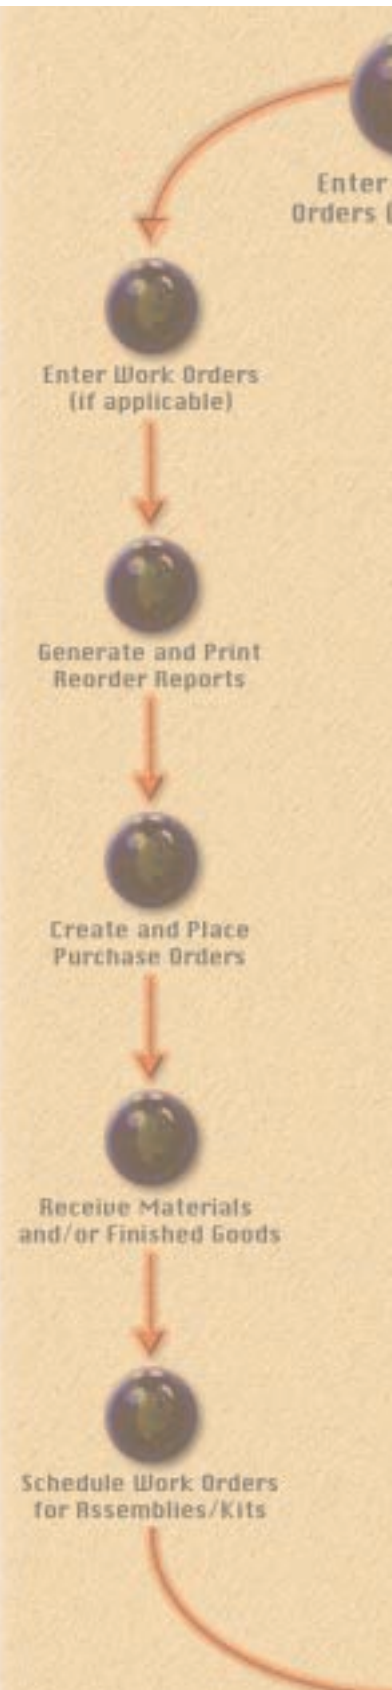 Enter
Orders (
Enter Work Orders
(if applicable)
Generate and Print
Reorder Reports
Create and Place
Purchase Orders
Receive Materials
and/or Finished Goods
Schedule Work Orders
for Assemblies/Kits